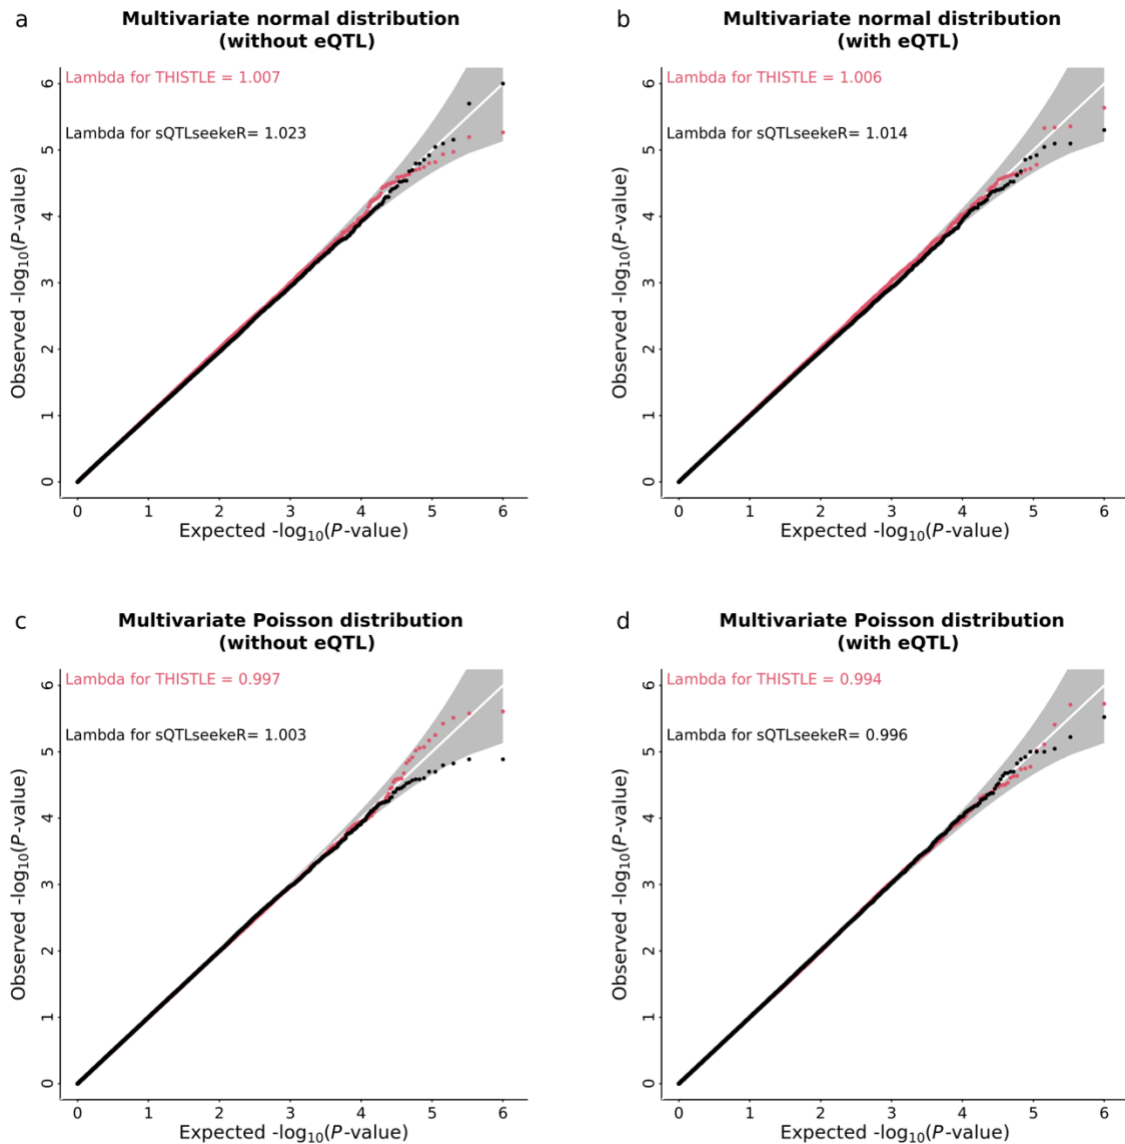 a
Multivariate normal distribution
(without eQTL)
Lambda for THISTLE = 1.007
Lambda for sQTLseekeR= 1.023
Observed -log10(P-value)
6
5
4
3
2
1
0
0 1 2 3 4 5 6
Expected -log10(P-value)
b
Multivariate normal distribution
(with eQTL)
Lambda for THISTLE = 1.006
Lambda for sQTLseekeR= 1.014
Observed -log10(P-value)
6
5
4
3
2
1
0
0 1 2 3 4 5 6
Expected -log10(P-value)
c
Multivariate Poisson distribution
(without eQTL)
Lambda for THISTLE = 0.997
Lambda for sQTLseekeR= 1.003
Observed -log10(P-value)
6
5
4
3
2
1
0
0 1 2 3 4 5 6
Expected -log10(P-value)
d
Multivariate Poisson distribution
(with eQTL)
Lambda for THISTLE = 0.994
Lambda for sQTLseekeR= 0.996
Observed -log10(P-value)
6
5
4
3
2
1
0
0 1 2 3 4 5 6
Expected -log10(P-value)